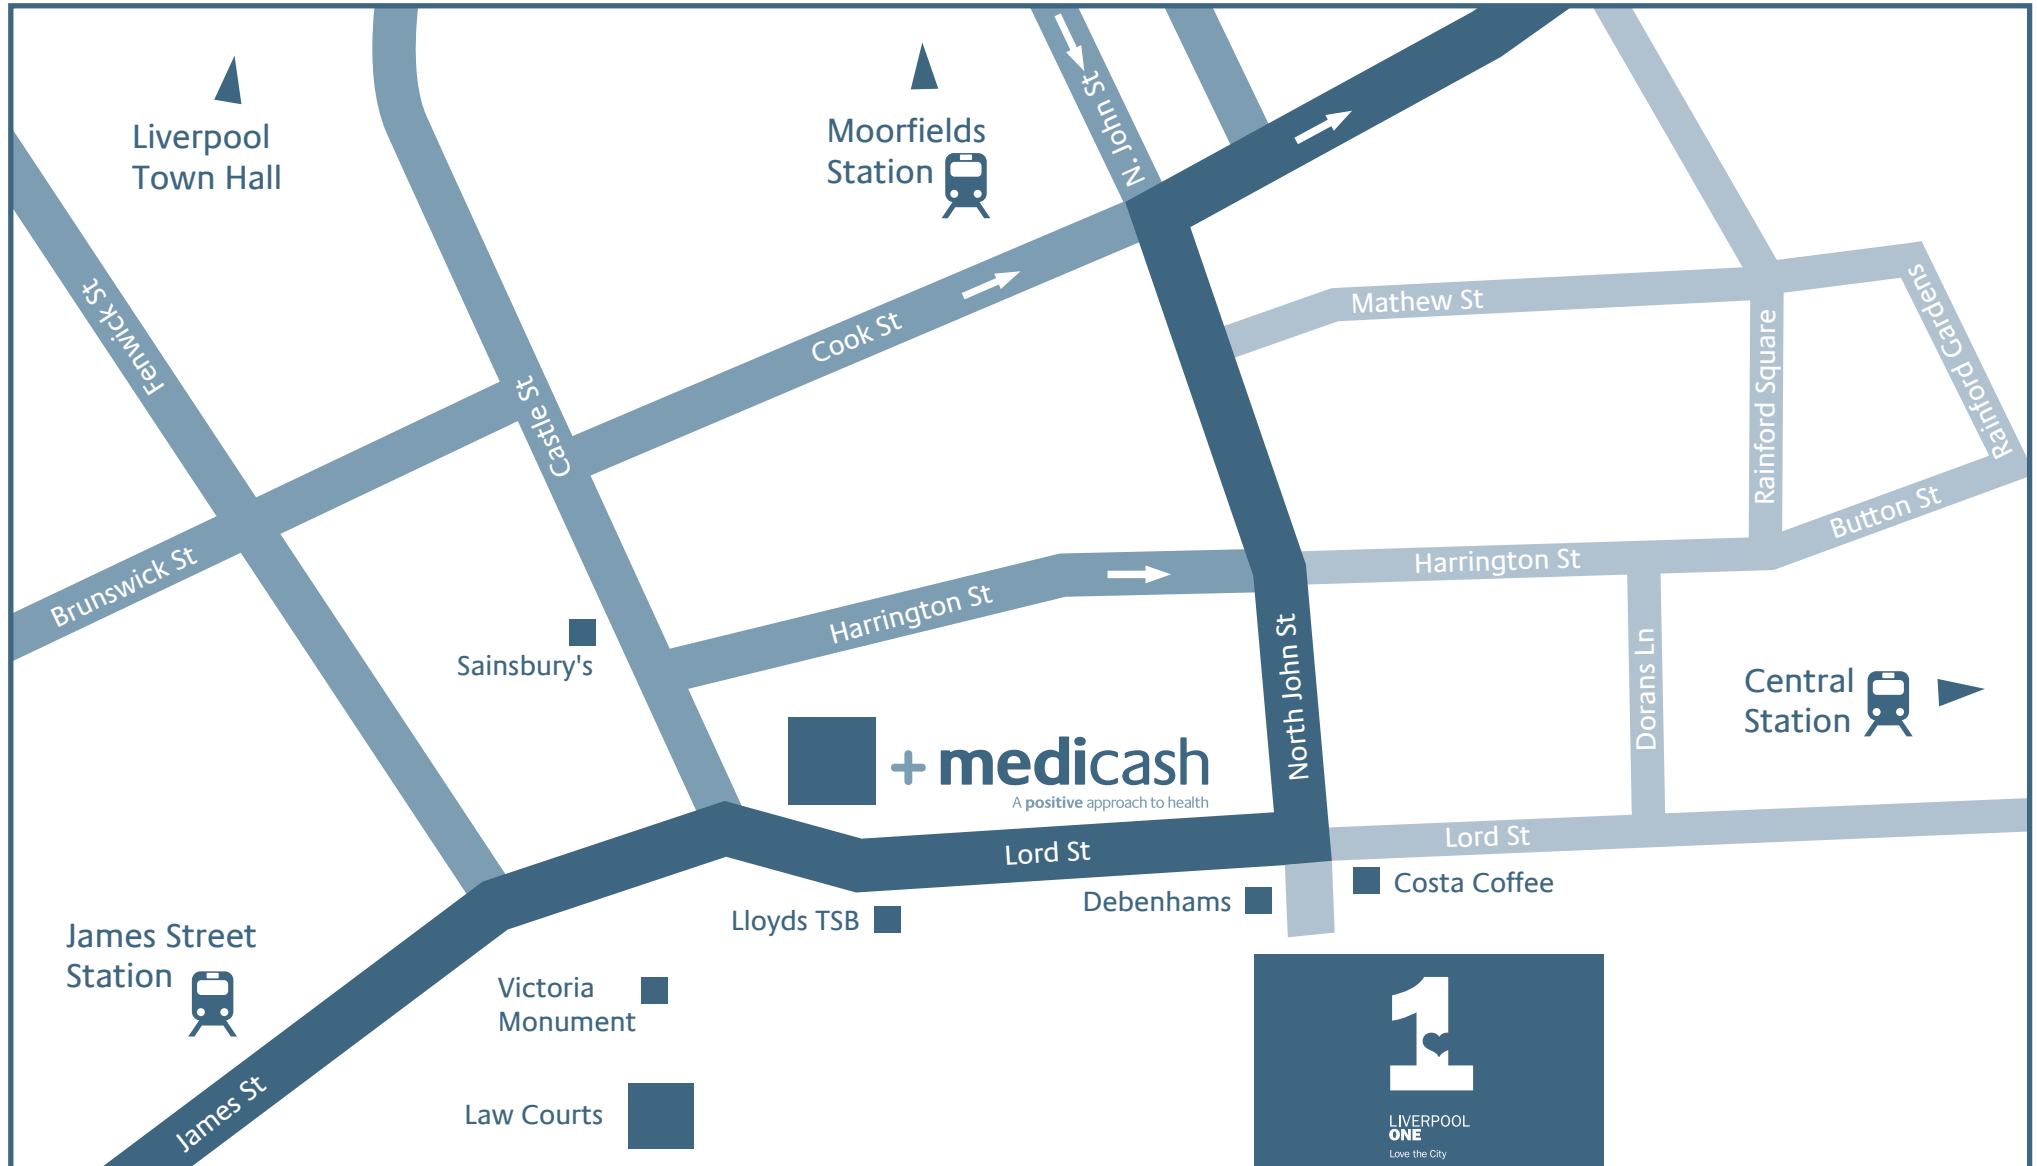 Liverpool
Town Hall
Moorfields
Station
N. John St
Fenwick St
Castle St
Cook St
Mathew St
Rainford Square
Rainford Gardens
Button St
Brunswick St
Harrington St
Harrington St
Sainsbury's
North John St
Dorans Ln
Central
Station
+ medicash
A positive approach to health
Lord St
Lord St
Lloyds TSB
Debenhams
Costa Coffee
James Street
Station
Victoria
Monument
James St
Law Courts
1
LIVERPOOL
ONE
Love the City